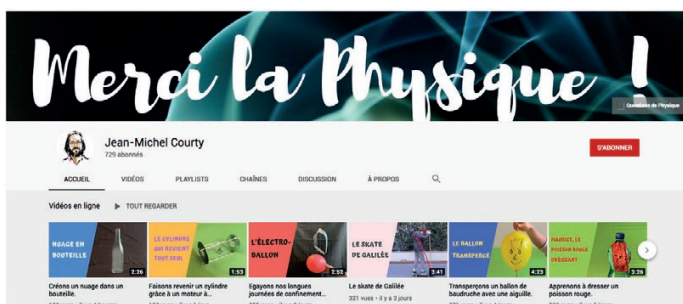 Merci la Physique !
Questions de Physique
Jean-Michel Courty
729 abonnés
S'ABONNER
ACCUEIL VIDÉOS PLAYLISTS CHAÎNES DISCUSSION À PROPOS
Vidéos en ligne TOUT REGARDER
NUAGE EN
BOUTEILLE
2:26
LE CYLINDRE
QUI REVIENT
TOUT SEUL
1:53
L'ÉLECTRO-
BALLON
2:52
LE SKATE
DE GALILÉE
3:41
LE BALLON
TRANSPERCÉ
4:23
MAURICE, LE
POISSON ROUGE
OBÉISSANT
3:26
Créons un nuage dans un
bouteille.
Faisons revenir un cylindre
grâce à un moteur à...
Egayons nos longues
journées de confinement...
Le skate de Galilée
321 vues · il y a 3 jours
Transperçons un ballon de
baudruche avec une aiguille.
Apprenons à dresser un
poisson rouge.